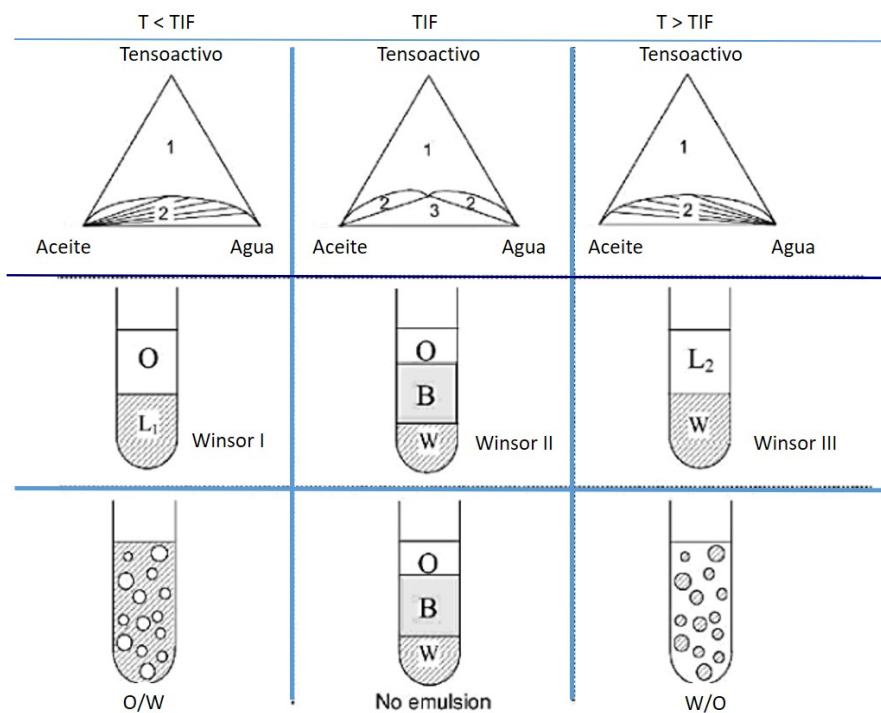 T < TIF
TIF
T > TIF
Tensoactivo
Tensoactivo
Tensoactivo
1
1
1
2
2
3
2
2
Aceite
Agua
Aceite
Agua
Aceite
Agua
O
L₁
Winsor I
O
B
W
Winsor II
L₂
W
Winsor III
O
B
W
O/W
No emulsion
W/O